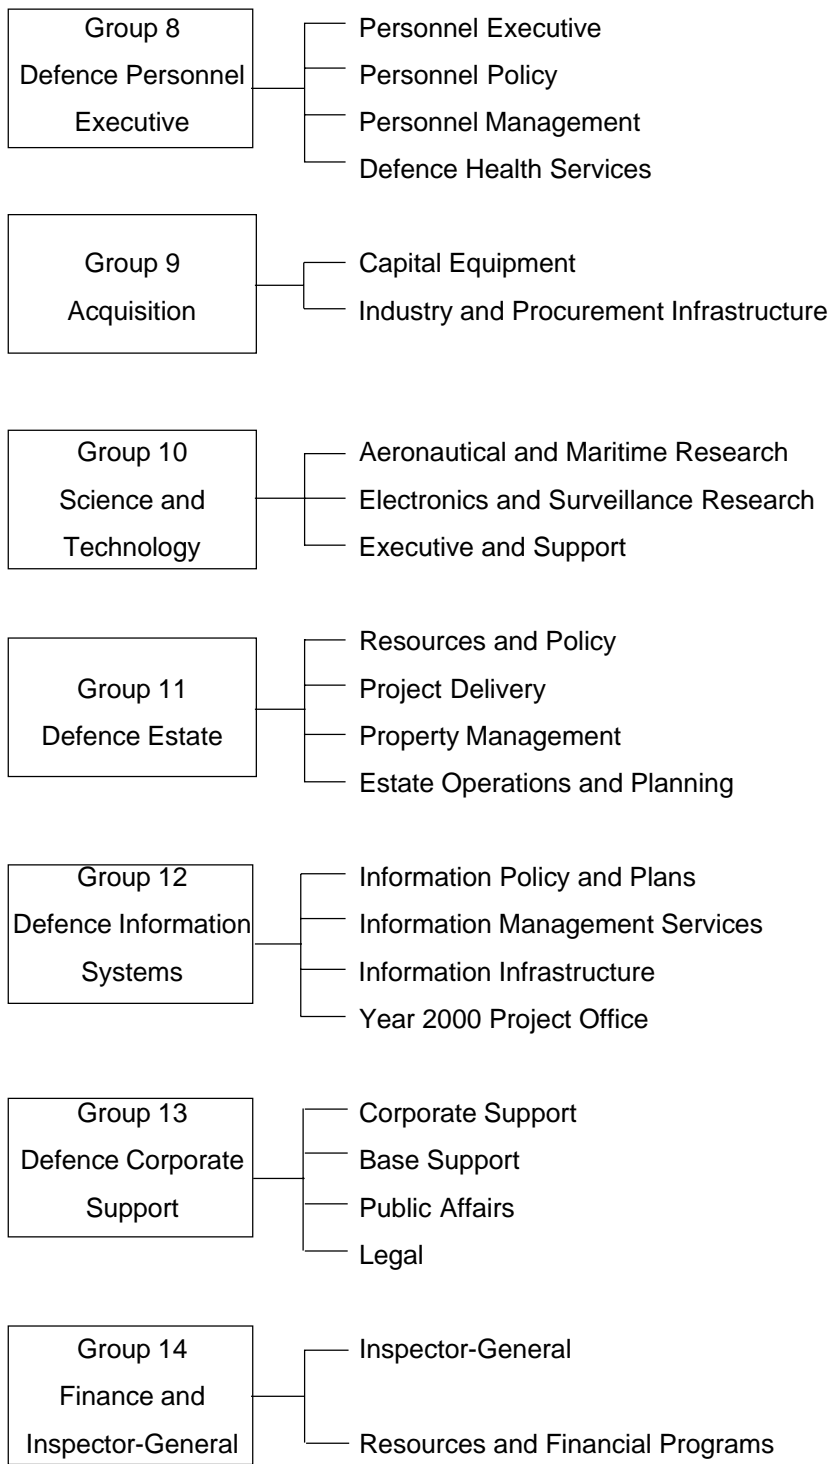 Group 8
Defence Personnel
Executive
Personnel Executive
Personnel Policy
Personnel Management
Defence Health Services
Group 9
Acquisition
Capital Equipment
Industry and Procurement Infrastructure
Group 10
Science and
Technology
Aeronautical and Maritime Research
Electronics and Surveillance Research
Executive and Support
Group 11
Defence Estate
Resources and Policy
Project Delivery
Property Management
Estate Operations and Planning
Group 12
Defence Information
Systems
Information Policy and Plans
Information Management Services
Information Infrastructure
Year 2000 Project Office
Group 13
Defence Corporate
Support
Corporate Support
Base Support
Public Affairs
Legal
Group 14
Finance and
Inspector-General
Inspector-General
Resources and Financial Programs